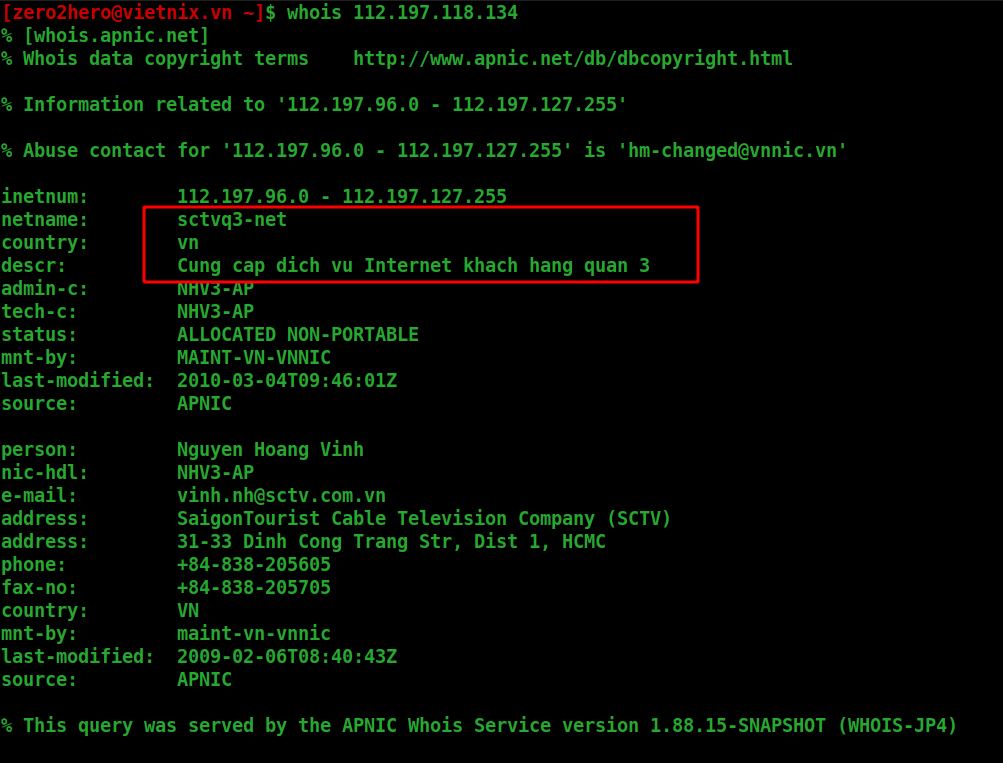 [zero2hero@vietnix.vn ~]$ whois 112.197.118.134
% [whois.apnic.net]
% Whois data copyright terms    http://www.apnic.net/db/dbcopyright.html
% Information related to '112.197.96.0 - 112.197.127.255'
% Abuse contact for '112.197.96.0 - 112.197.127.255' is 'hm-changed@vnnic.vn'
inetnum:        112.197.96.0 - 112.197.127.255
netname:        sctvq3-net
country:        vn
descr:          Cung cap dich vu Internet khach hang quan 3
admin-c:        NHV3-AP
tech-c:         NHV3-AP
status:         ALLOCATED NON-PORTABLE
mnt-by:         MAINT-VN-VNNIC
last-modified:  2010-03-04T09:46:01Z
source:         APNIC
person:         Nguyen Hoang Vinh
nic-hdl:        NHV3-AP
e-mail:         vinh.nh@sctv.com.vn
address:        SaigonTourist Cable Television Company (SCTV)
address:        31-33 Dinh Cong Trang Str, Dist 1, HCMC
phone:          +84-838-205605
fax-no:         +84-838-205705
country:        VN
mnt-by:         maint-vn-vnnic
last-modified:  2009-02-06T08:40:43Z
source:         APNIC
% This query was served by the APNIC Whois Service version 1.88.15-SNAPSHOT (WHOIS-JP4)